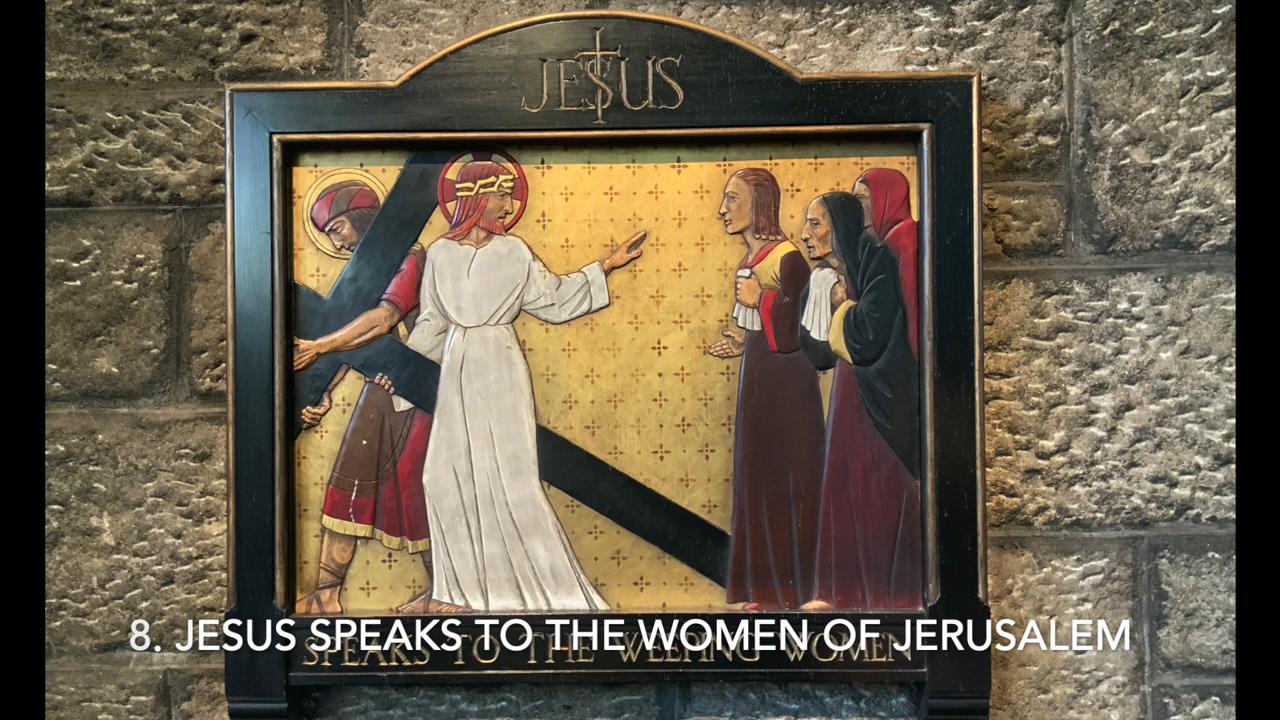 JESUS
8. JESUS SPEAKS TO THE WOMEN OF JERUSALEM
SPEAKS TO THE WEEPING WOMEN